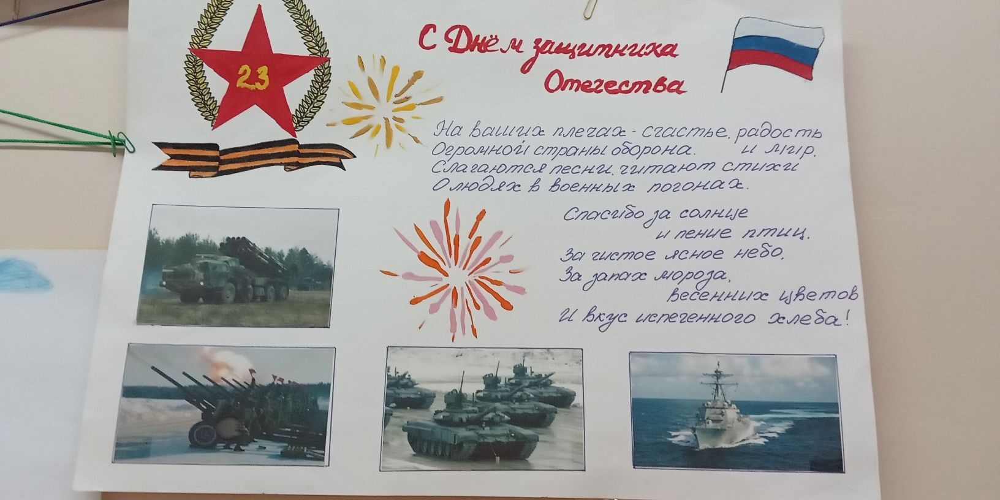 23
С Днём защитника
Отечества
На ваших плечах - счастье, радость
Огромной страны оборона. и мир.
Слагаются песни, читают стихи
О людях в военных погонах.
Спасибо за солнце
и пение птиц.
За чистое ясное небо,
За запах мороза,
весенних цветов
И вкус испеченного хлеба!